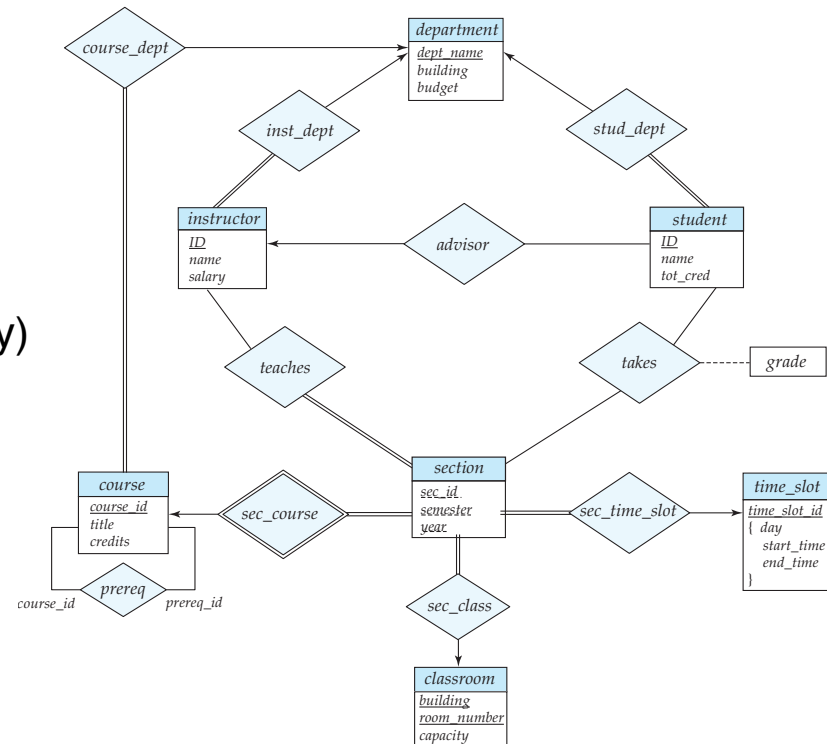 department
course_dept
dept_name
building
budget
inst_dept
stud_dept
instructor
student
ID
name
salary
advisor
ID
name
tot_cred
y)
teaches
takes
grade
section
course
time_slot
sec_id
semester
year
course_id
title
credits
sec_course
sec_time_slot
time_slot_id
{ day
start_time
end_time
}
prereq
course_id
prereq_id
sec_class
classroom
building
room_number
capacity